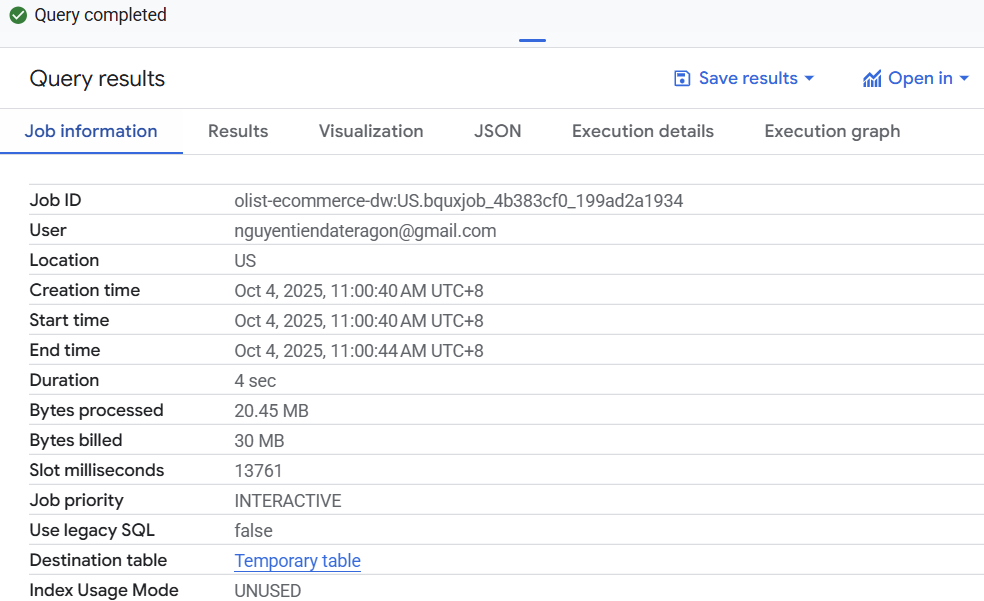 Query completed
Query results
Save results
Open in
Job information Results Visualization JSON Execution details Execution graph
Job ID olist-ecommerce-dw:US.bquxjob_4b383cf0_199ad2a1934
User nguyentiendateragon@gmail.com
Location US
Creation time Oct 4, 2025, 11:00:40 AM UTC+8
Start time Oct 4, 2025, 11:00:40 AM UTC+8
End time Oct 4, 2025, 11:00:44 AM UTC+8
Duration 4 sec
Bytes processed 20.45 MB
Bytes billed 30 MB
Slot milliseconds 13761
Job priority INTERACTIVE
Use legacy SQL false
Destination table Temporary table
Index Usage Mode UNUSED